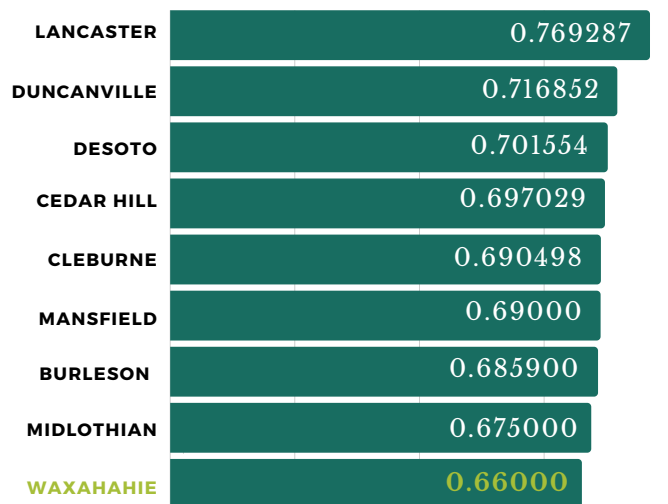 LANCASTER 0.769287
DUNCANVILLE 0.716852
DESOTO 0.701554
CEDAR HILL 0.697029
CLEBURNE 0.690498
MANSFIELD 0.69000
BURLESON 0.685900
MIDLOTHIAN 0.675000
WAXAHAHIE 0.66000